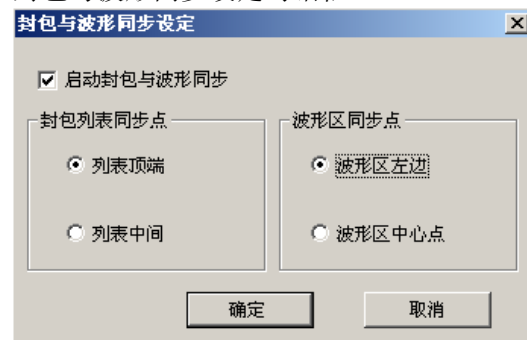 封包与波形同步设定
启动封包与波形同步
封包列表同步点
波形区同步点
列表顶端
波形区左边
列表中间
波形区中心点
确定
取消